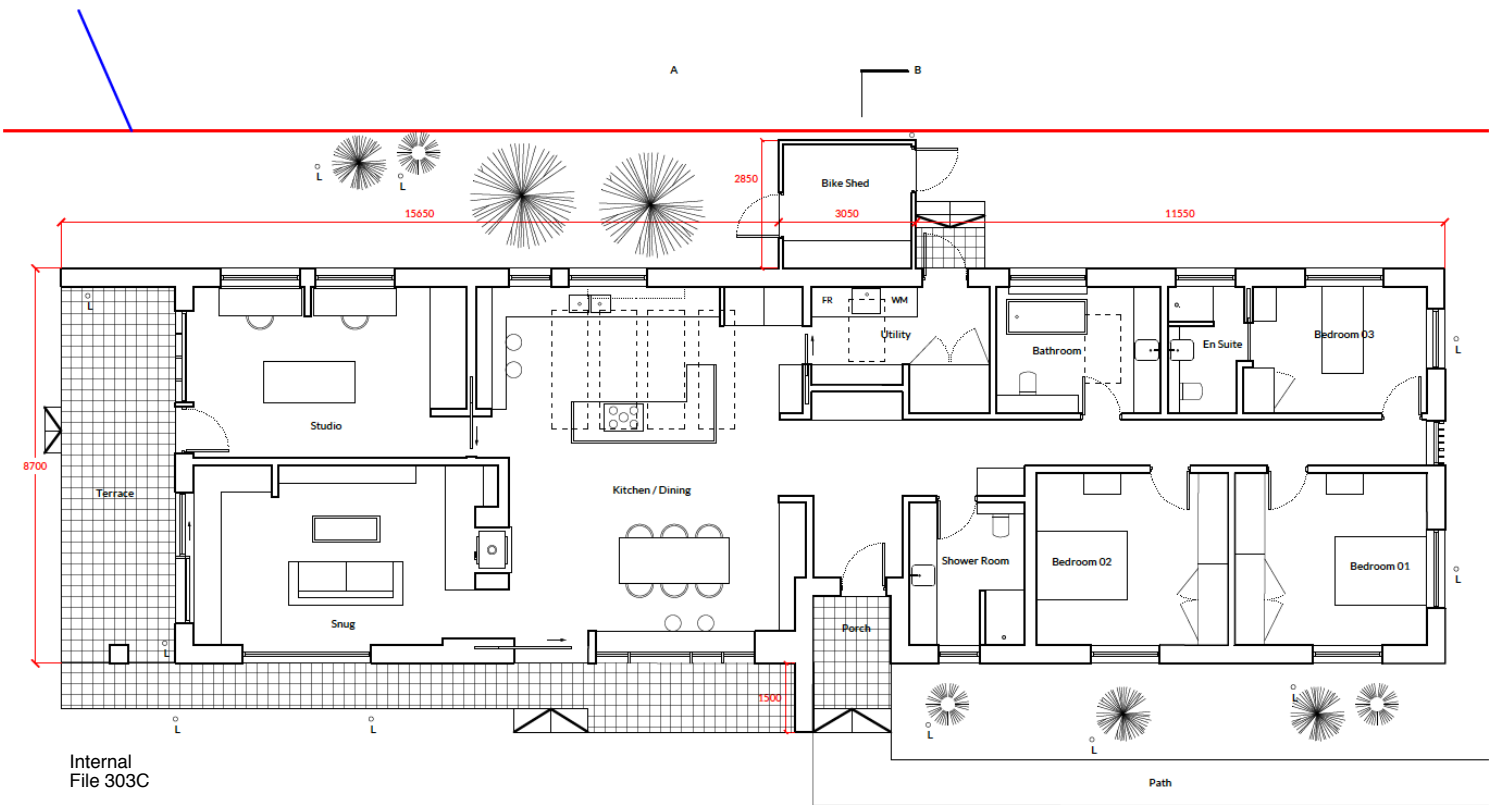 A
B
L
L
2850
Bike Shed
15650
3050
11550
L
FR
WM
Utility
Bathroom
En Suite
Bedroom 03
L
Studio
8700
Terrace
Kitchen / Dining
Shower Room
Bedroom 02
Bedroom 01
L
Snug
Porch
L
1500
L
L
L
L
L
Internal
File 303C
Path